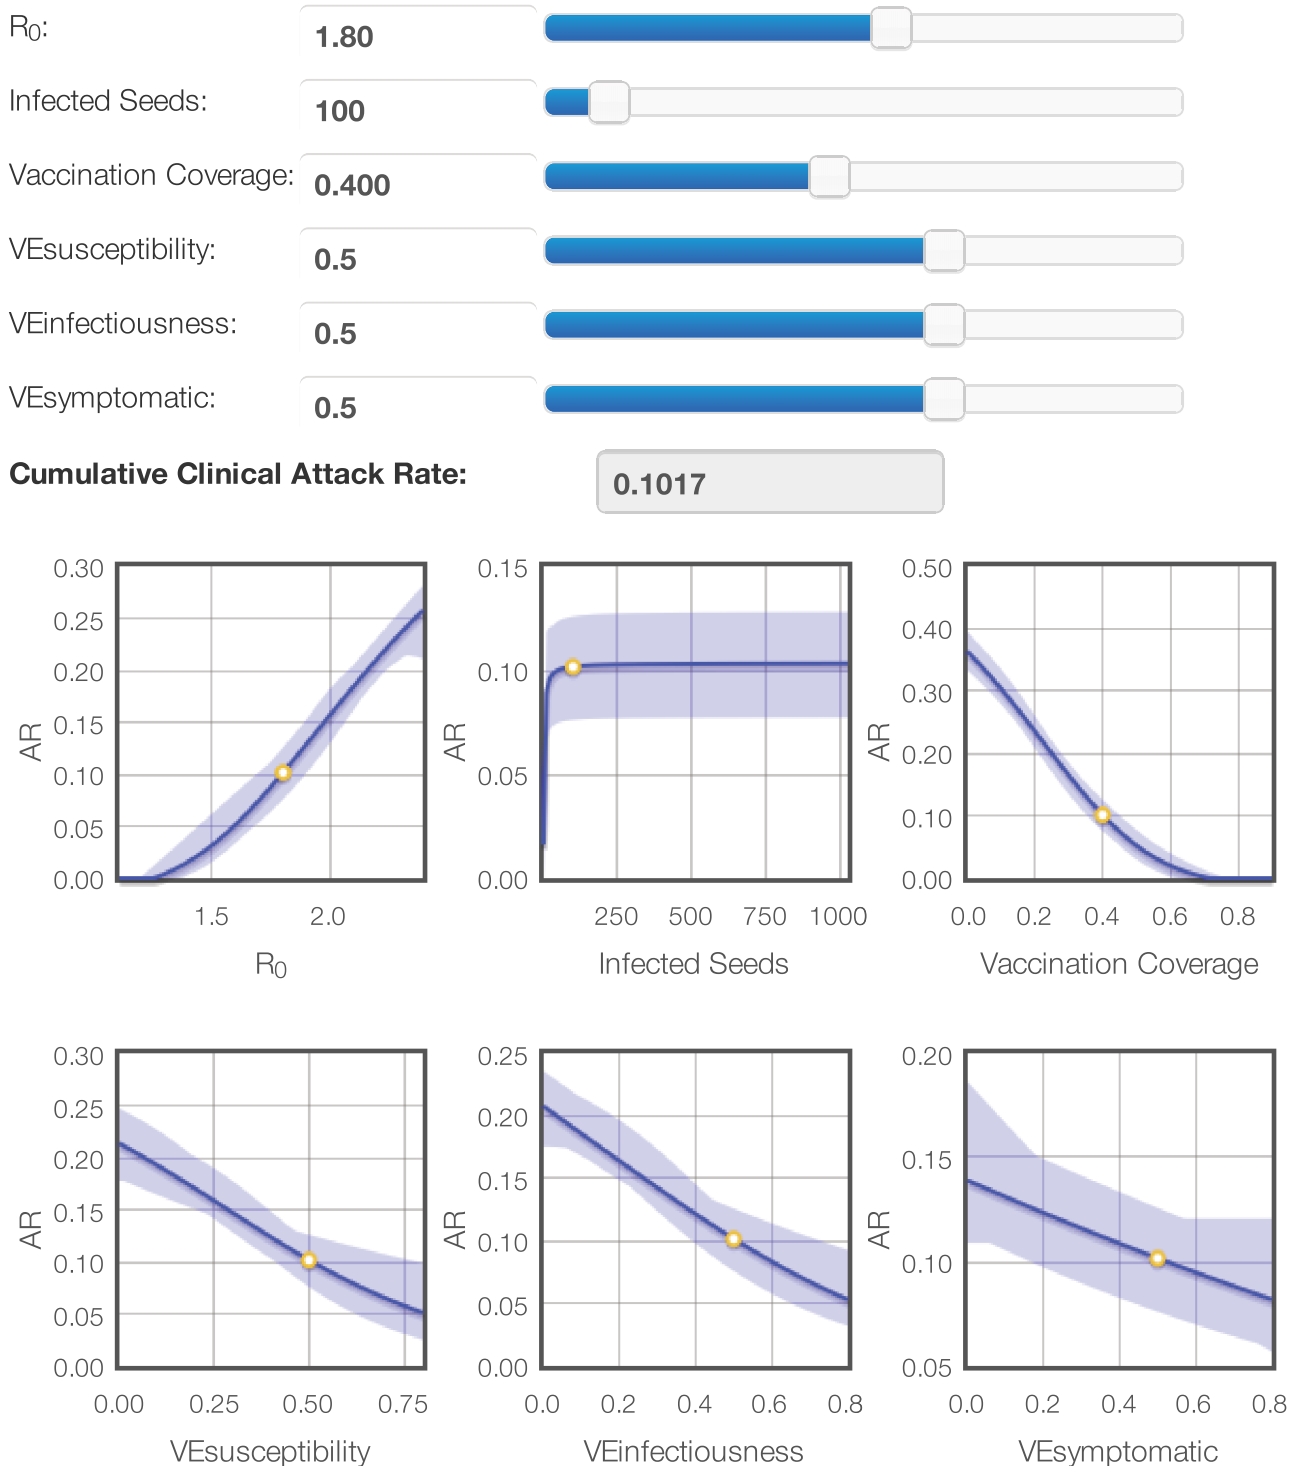 R0: 1.80
Infected Seeds: 100
Vaccination Coverage: 0.400
VEsusceptibility: 0.5
VEinfectiousness: 0.5
VEsymptomatic: 0.5
Cumulative Clinical Attack Rate: 0.1017
0.30
0.25
0.20
0.15
0.10
0.05
0.00
AR
1.5 2.0
R0
0.15
0.10
0.05
0.00
AR
250 500 750 1000
Infected Seeds
0.50
0.40
0.30
0.20
0.10
0.00
AR
0.0 0.2 0.4 0.6 0.8
Vaccination Coverage
0.30
0.25
0.20
0.15
0.10
0.05
0.00
AR
0.00 0.25 0.50 0.75
VEsusceptibility
0.25
0.20
0.15
0.10
0.05
0.00
AR
0.0 0.2 0.4 0.6 0.8
VEinfectiousness
0.20
0.15
0.10
0.05
AR
0.0 0.2 0.4 0.6 0.8
VEsymptomatic